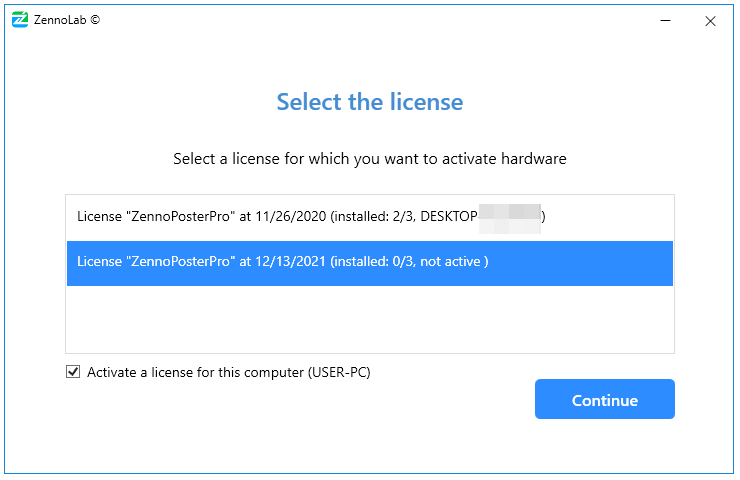 ZennoLab ©
Select the license
Select a license for which you want to activate hardware
License "ZennoPosterPro" at 11/26/2020 (installed: 2/3, DESKTOP- )
License "ZennoPosterPro" at 12/13/2021 (installed: 0/3, not active )
Activate a license for this computer (USER-PC)
Continue